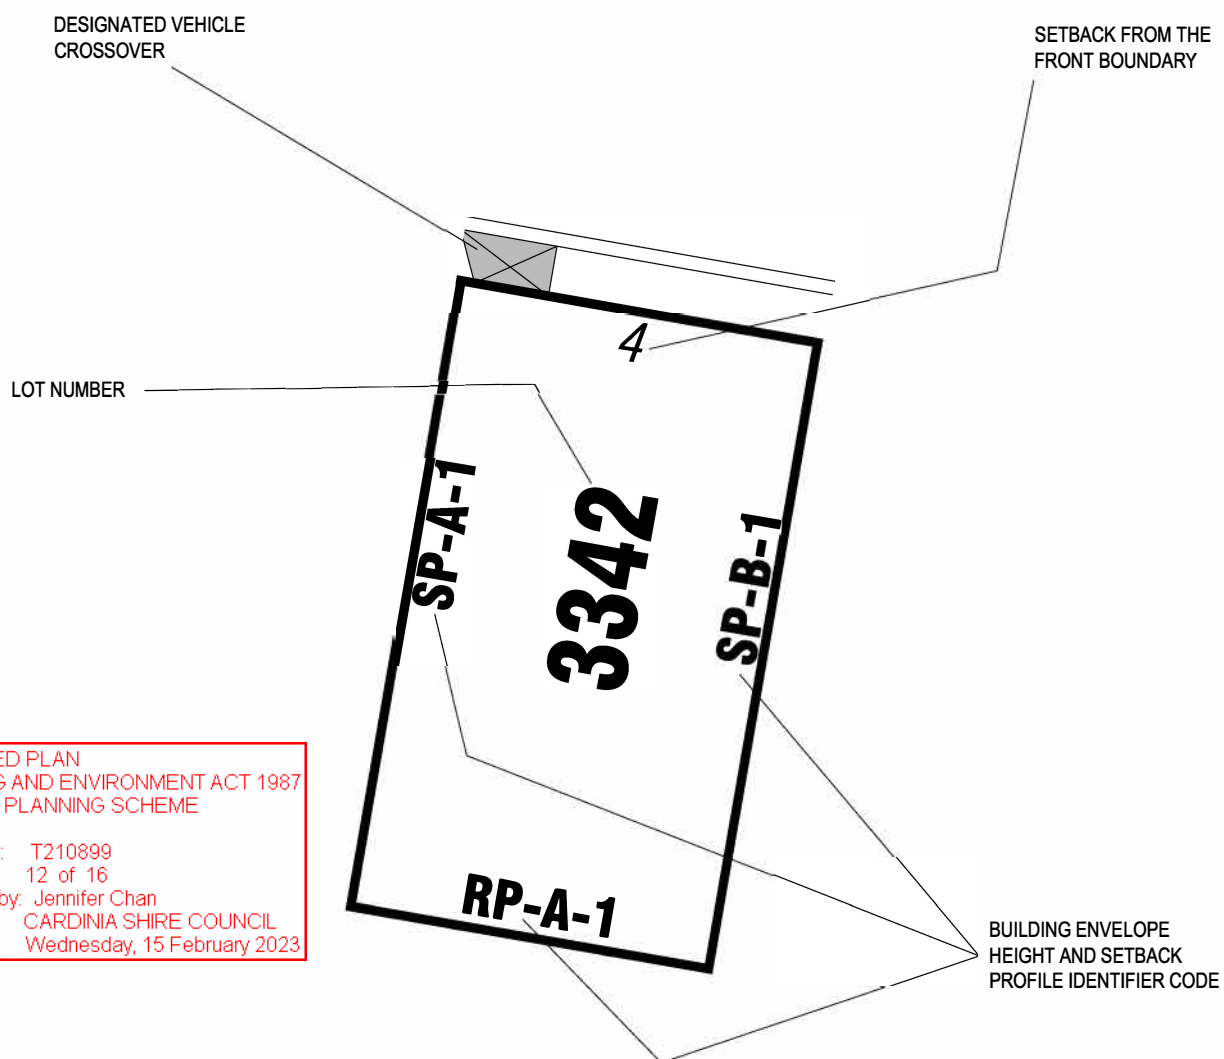 DESIGNATED VEHICLE
CROSSOVER
SETBACK FROM THE
FRONT BOUNDARY
4
LOT NUMBER
SP-A-1
3342
SP-B-1
RP-A-1
ED PLAN
G AND ENVIRONMENT ACT 1987
PLANNING SCHEME
: T210899
12 of 16
by: Jennifer Chan
CARDINIA SHIRE COUNCIL
Wednesday, 15 February 2023
BUILDING ENVELOPE
HEIGHT AND SETBACK
PROFILE IDENTIFIER CODE